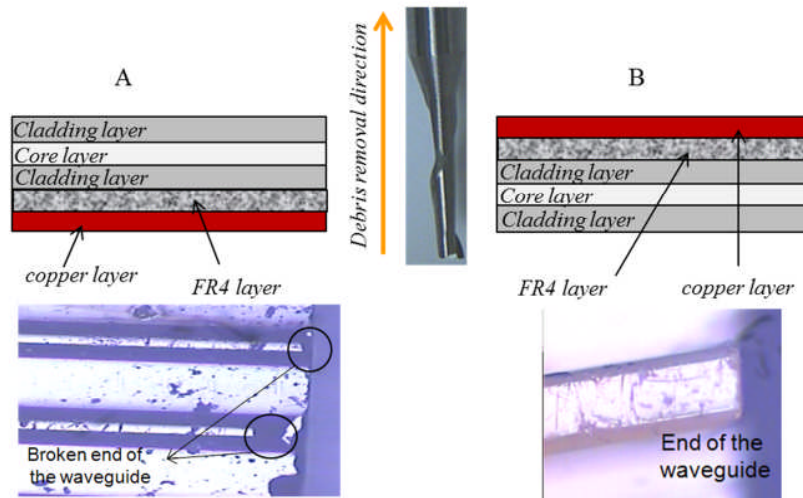 A
Cladding layer
Core layer
Cladding layer
copper layer
FR4 layer
Broken end of
the waveguide
Debris removal direction
B
Cladding layer
Core layer
Cladding layer
FR4 layer
copper layer
End of the
waveguide